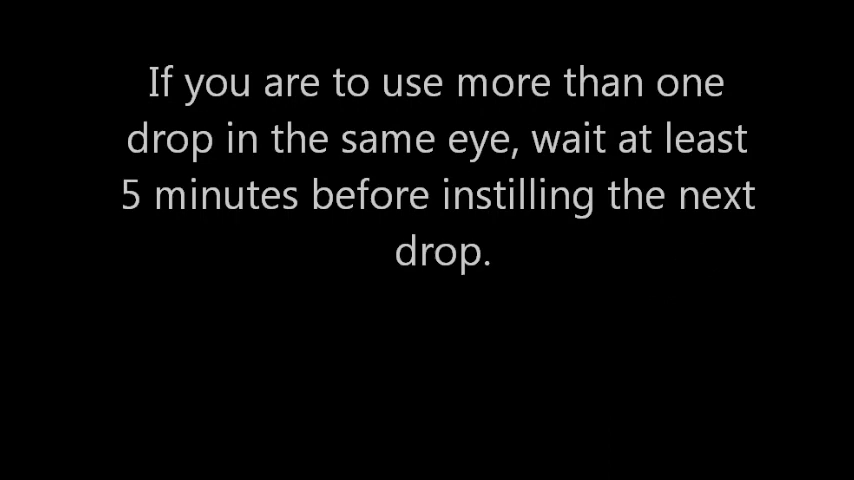 If you are to use more than one
drop in the same eye, wait at least
5 minutes before instilling the next
drop.